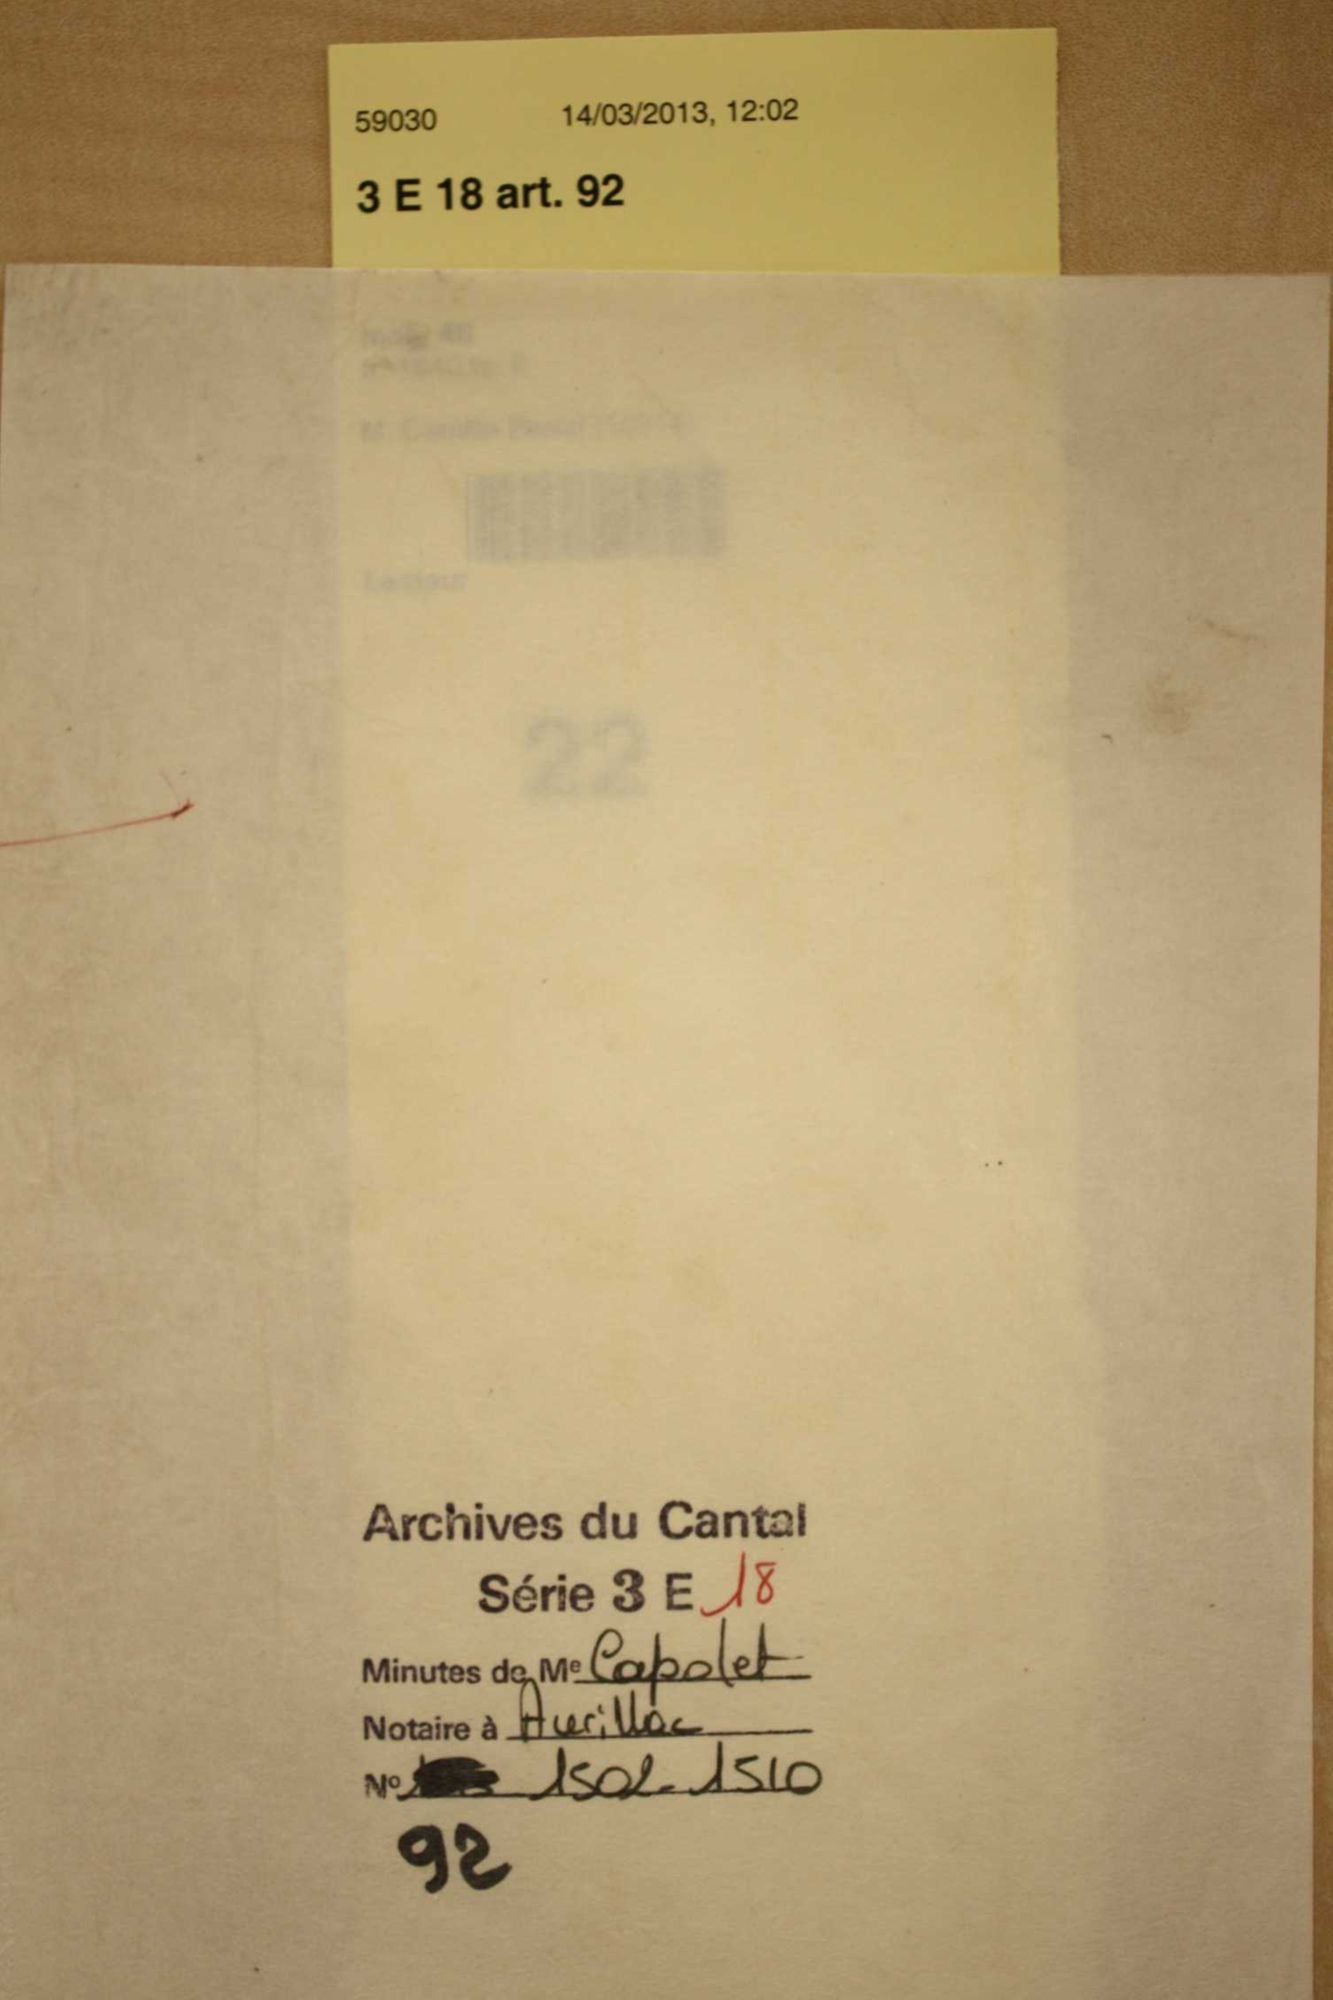 59030 14/03/2013, 12:02
3 E 18 art. 92
22
Archives du Cantal
Série 3 E 18
Minutes de Me Capolet
Notaire à Aurillac
No 1502-1510
92